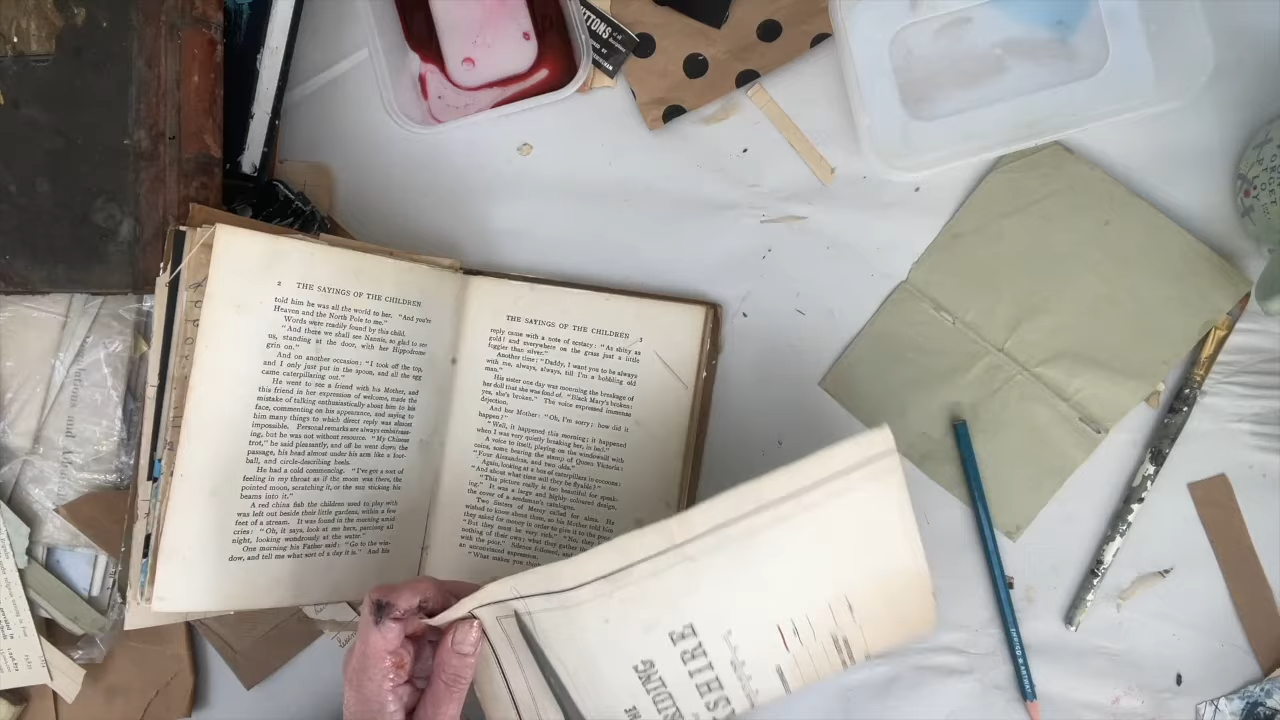 TTONS
2 THE SAYINGS OF THE CHILDREN
told him he was all the world to her. "And you're
Heaven and the North Pole to me."
Words were readily found by this child.
"And there we shall see Nannie, so glad to see
us, standing at the door, with her Hippodrome
grin on."
And on another occasion: "I took off the top,
and I only just put in the spoon, and all the egg
came caterpillaring out."
He went to see a friend with his Mother, and
this friend in her expression of welcome, made the
mistake of talking enthusiastically about him to his
face, commenting on his appearance, and saying to
him many things to which direct reply was almost
impossible. Personal remarks are always embarrass-
ing, but he was not without resource. "My Chinese
trot," he said pleasantly, and off he went down the
passage, his head almost under his arm like a foot-
ball, and circle-describing heels.
He had a cold commencing. "I've got a sort of
feeling in my throat as if the moon was there, the
pointed moon, scratching it, or the sun sticking his
beams into it."
A red china fish the children used to play with
was left out beside their little gardens, within a few
feet of a stream. It was found in the morning amid
cries: "Oh, it says, look at me here, panting all
night, looking wondrously at the water."
One morning his Father said: "Go to the win-
dow, and tell me what sort of a day it is." And his
THE SAYINGS OF THE CHILDREN 3
reply came with a note of ecstasy: "As shiny as
gold! and everywhere on the grass just a little
foggier than silver."
Another time: "Daddy, I want you to be always
with me, always, always, till I'm a hobbling old
man."
His sister one day was mourning the breakage of
her doll that she was fond of. "Black Mary's broken:
yes, she's broken." The voice expressed immense
dejection.
And her Mother: "Oh, I'm sorry: how did it
happen?"
"Well, it happened this morning; it happened
when I was very quietly breaking her, in bed."
A voice to itself, playing on the windowsill with
coins, some bearing the stamp of Queen Victoria:
"Four Alexandras, and two olds."
Again, looking at a box of caterpillars in cocoons:
"And about what time will they be flyable?"
"This picture really is too beautiful for speak-
ing." It was a large and highly coloured design,
the cover of a seedsman's catalogue.
Two Sisters of Mercy called for alms. He
wished to know about them, so his Mother told him
they asked for money in order to give it to the poor.
"But they must be very rich." "No, they
nothing of their own; what they gather
with the poor." Silence followed, and
an unconvinced expression.
"What makes you
THE
SIDING
SHIRE
INDIGO & ARTWAY